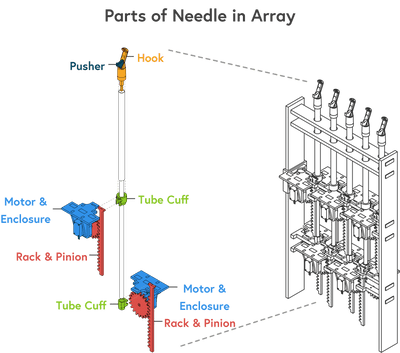 Parts of Needle in Array
Hook
Pusher
Tube Cuff
Motor &
Enclosure
Rack & Pinion
Motor &
Enclosure
Tube Cuff
Rack & Pinion